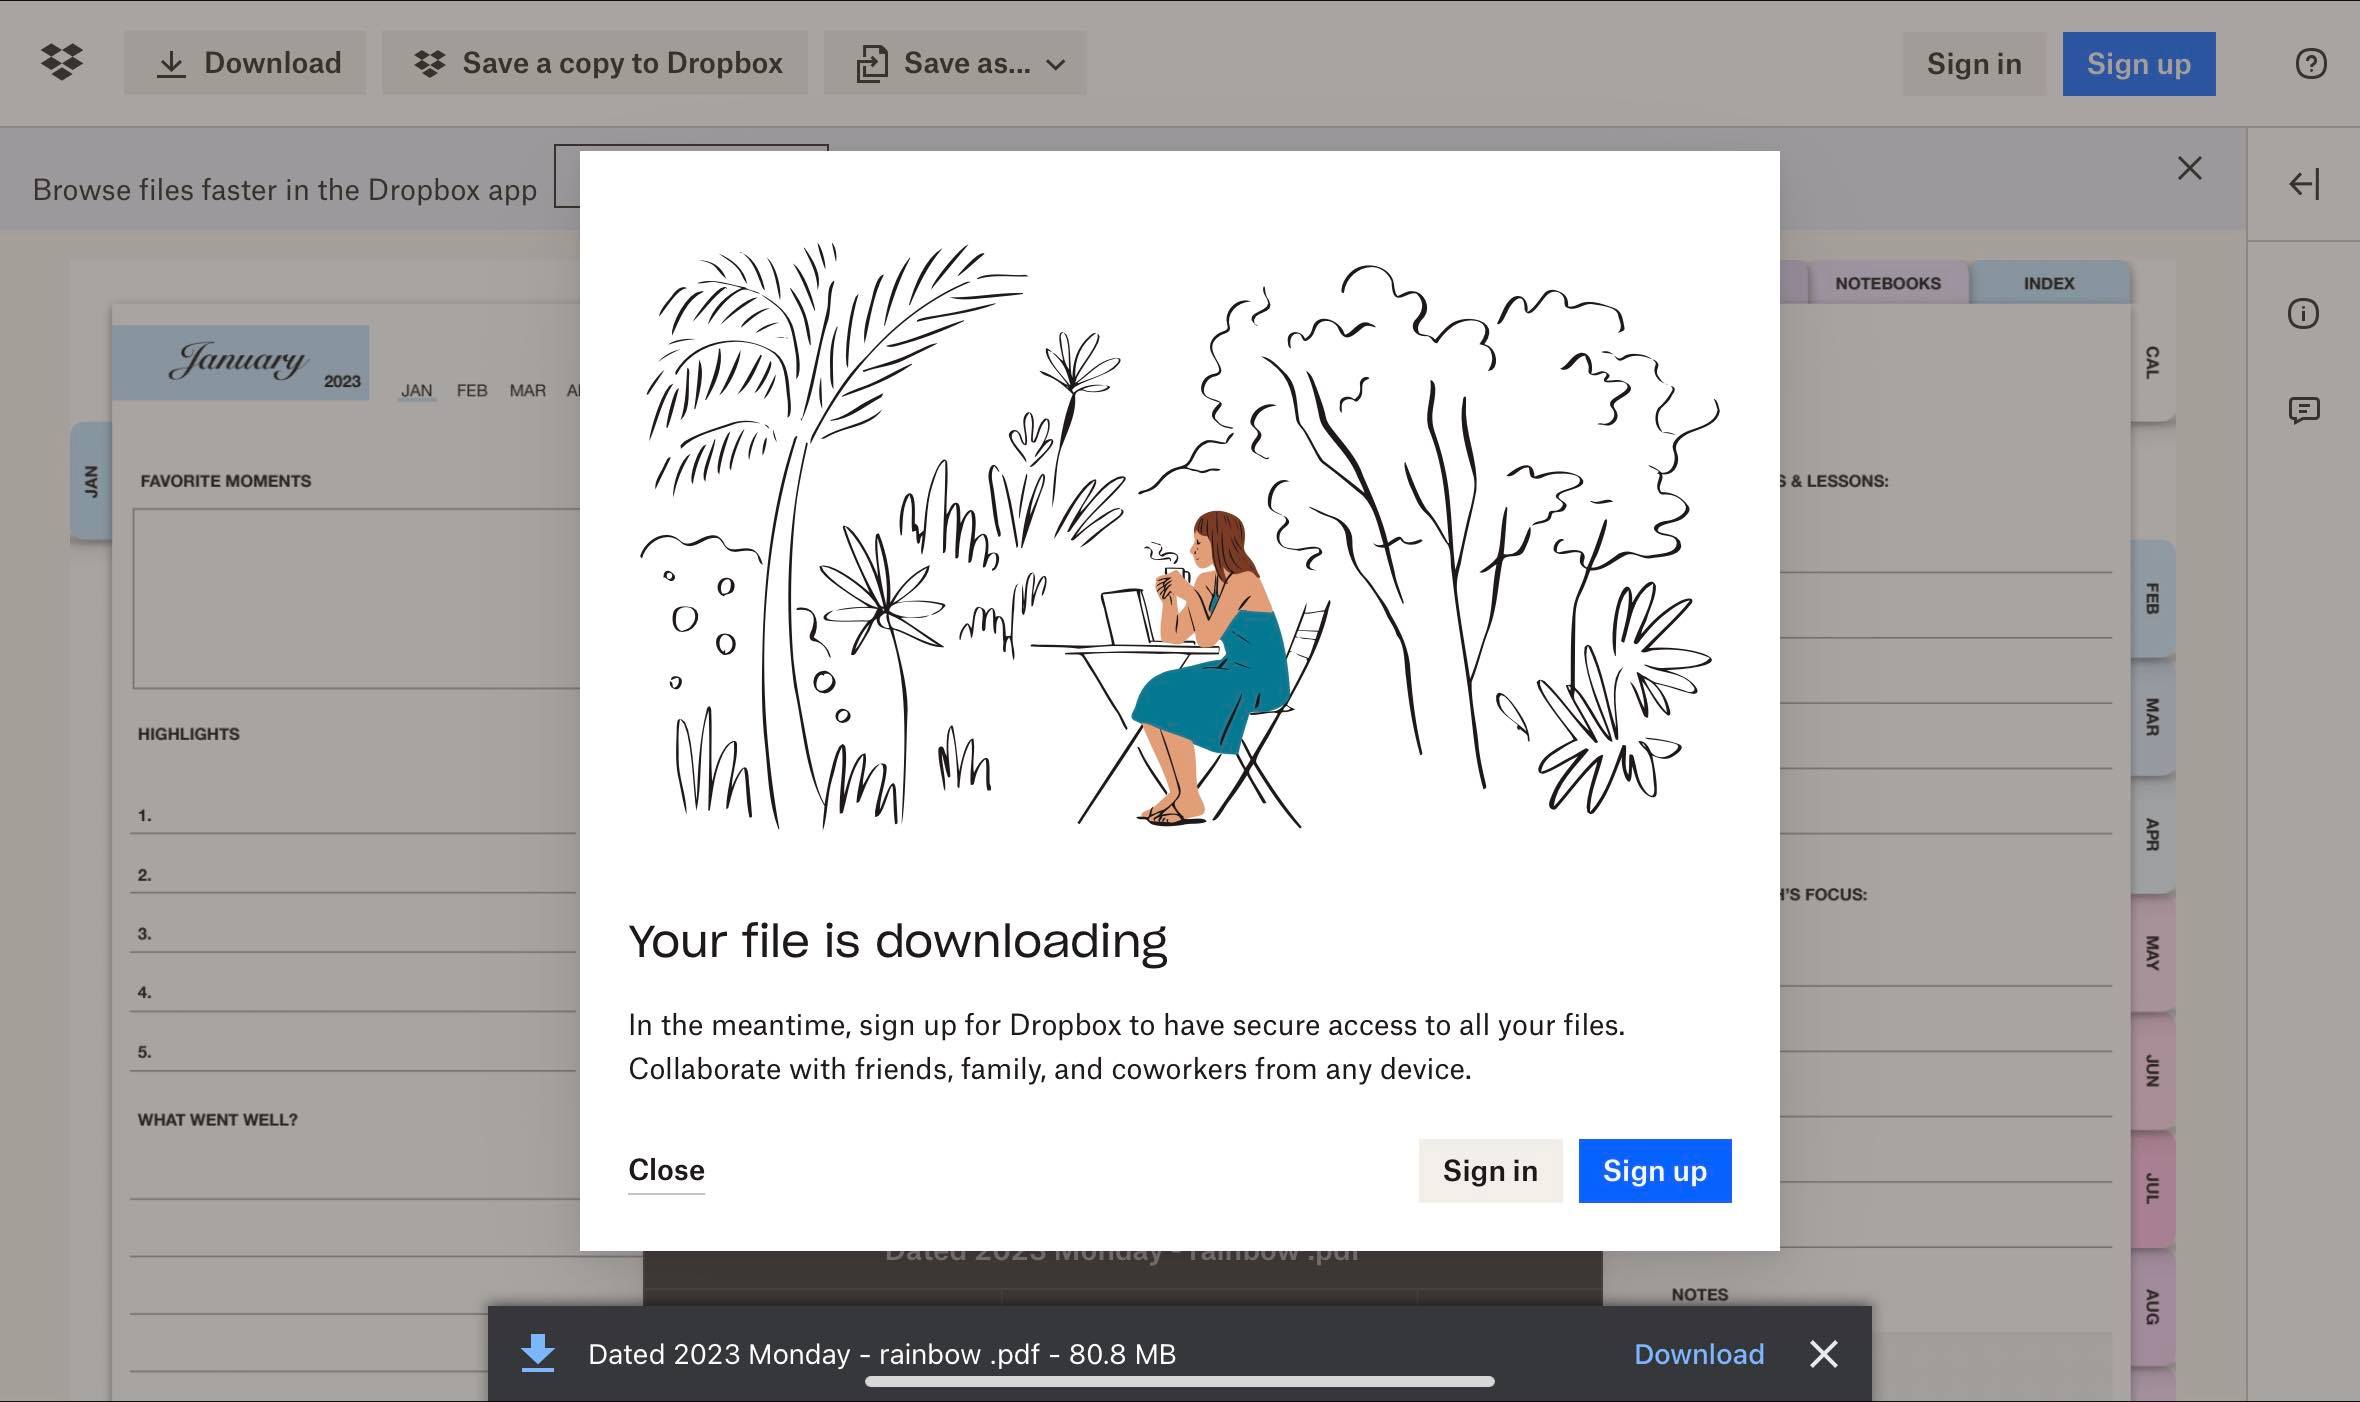 Download
Save a copy to Dropbox
Save as...
Sign in
Sign up
Browse files faster in the Dropbox app
NOTEBOOKS
INDEX
January
2023
JAN
FEB
MAR
CAL
JAN
FAVORITE MOMENTS
& LESSONS:
HIGHLIGHTS
1.
2.
3.
4.
5.
WHAT WENT WELL?
FEB
MAR
APR
MAY
JUN
JUL
AUG
'S FOCUS:
NOTES
Your file is downloading
In the meantime, sign up for Dropbox to have secure access to all your files.
Collaborate with friends, family, and coworkers from any device.
Close
Sign in
Sign up
Dated 2023 Monday - rainbow .pdf
Dated 2023 Monday - rainbow .pdf - 80.8 MB
Download